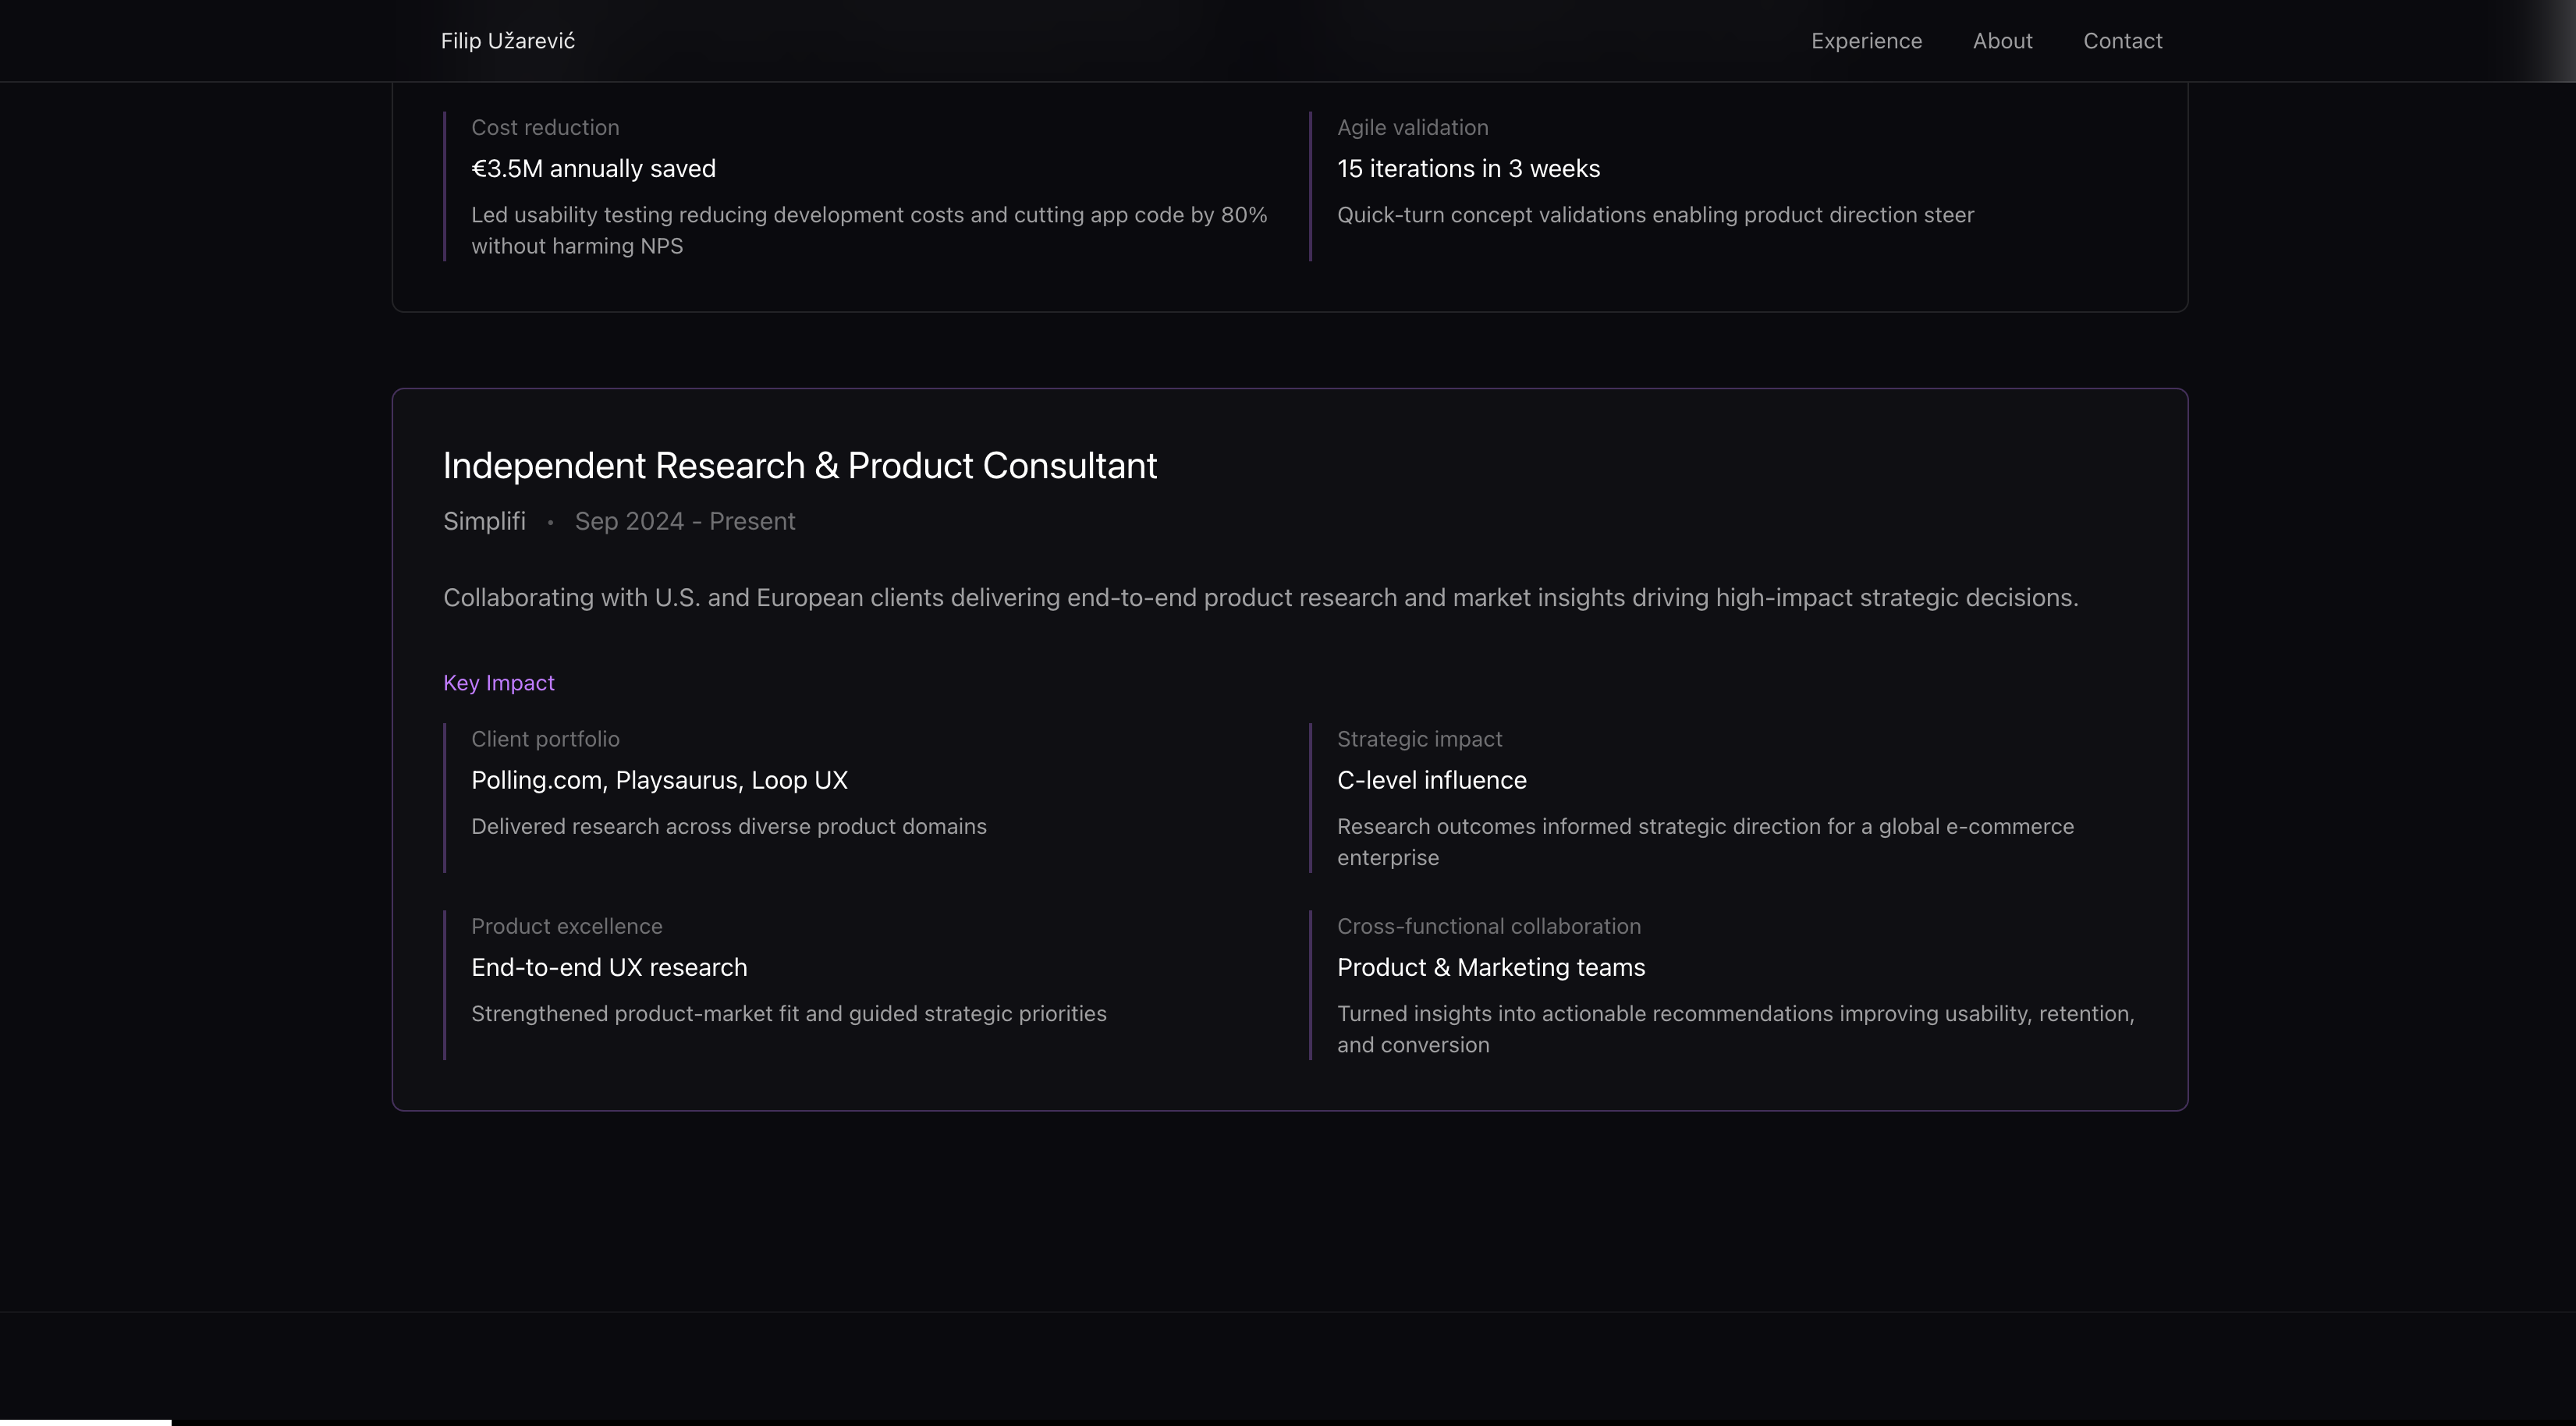 Filip Užarević
Experience
About
Contact
Cost reduction
€3.5M annually saved
Led usability testing reducing development costs and cutting app code by 80%
without harming NPS
Agile validation
15 iterations in 3 weeks
Quick-turn concept validations enabling product direction steer
Independent Research & Product Consultant
Simplifi • Sep 2024 - Present
Collaborating with U.S. and European clients delivering end-to-end product research and market insights driving high-impact strategic decisions.
Key Impact
Client portfolio
Polling.com, Playsaurus, Loop UX
Delivered research across diverse product domains
Strategic impact
C-level influence
Research outcomes informed strategic direction for a global e-commerce
enterprise
Product excellence
End-to-end UX research
Strengthened product-market fit and guided strategic priorities
Cross-functional collaboration
Product & Marketing teams
Turned insights into actionable recommendations improving usability, retention,
and conversion